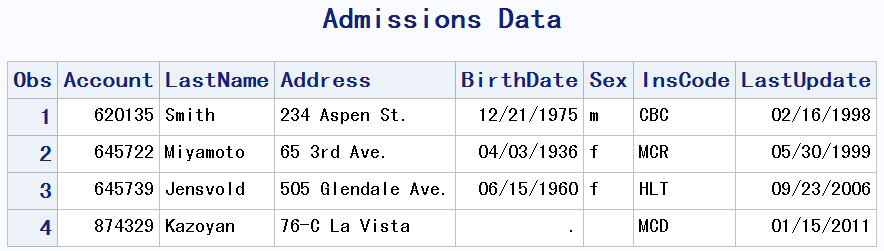 Admissions Data
Obs Account LastName Address BirthDate Sex InsCode LastUpdate
1 620135 Smith 234 Aspen St. 12/21/1975 m CBC 02/16/1998
2 645722 Miyamoto 65 3rd Ave. 04/03/1936 f MCR 05/30/1999
3 645739 Jensvold 505 Glendale Ave. 06/15/1960 f HLT 09/23/2006
4 874329 Kazoyan 76-C La Vista . MCD 01/15/2011